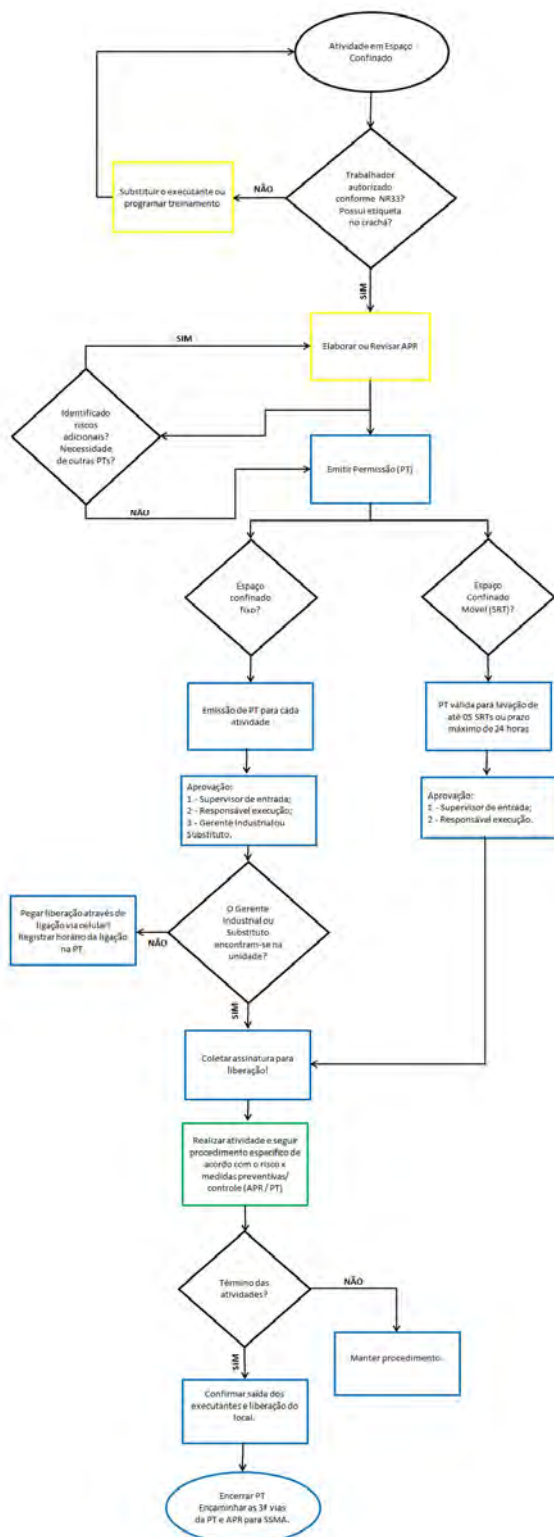 Atividade em Espaço
Confinado
Trabalhador
autorizado
conforme NR33?
Possui etiqueta
no crachá?
NÃO
Substituir o executante ou
programar treinamento
SIM
Elaborar ou Revisar APR
SIM
Identificado
riscos
adicionais?
Necessidade
de outras PTs?
NÃO
Emitir Permissão (PT)
Espaço
confinado
fixo?
Espaço
Confinado
Móvel (SRT)?
Emissão de PT para cada
atividade
PT válida para lavação de
até 05 SRTs ou prazo
máximo de 24 horas
Aprovação:
1 - Supervisor de entrada;
2 - Responsável execução;
3 - Gerente Industrial ou
Substituto.
Aprovação:
1 - Supervisor de entrada;
2 - Responsável execução.
O Gerente
Industrial ou
Substituto
encontram-se na
unidade?
NÃO
Pegar liberação através de
ligação via celular!
Registrar horário da ligação
na PT
SIM
Coletar assinatura para
liberação!
Realizar atividade e seguir
procedimento específico de
acordo com o risco x
medidas preventivas/
controle (APR / PT)
Término das
atividades?
NÃO
Manter procedimento.
SIM
Confirmar saída dos
executantes e liberação do
local.
Encerrar PT
Encaminhar as 3ª vias
da PT e APR para SSMA.